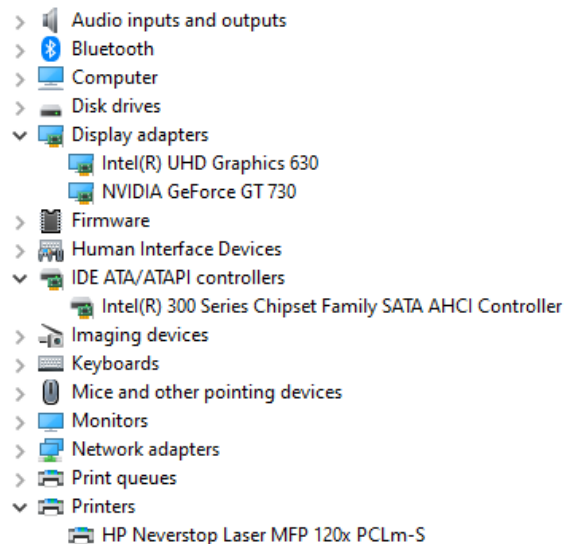 Audio inputs and outputs
Bluetooth
Computer
Disk drives
Display adapters
Intel(R) UHD Graphics 630
NVIDIA GeForce GT 730
Firmware
Human Interface Devices
IDE ATA/ATAPI controllers
Intel(R) 300 Series Chipset Family SATA AHCI Controller
Imaging devices
Keyboards
Mice and other pointing devices
Monitors
Network adapters
Print queues
Printers
HP Neverstop Laser MFP 120x PCLm-S